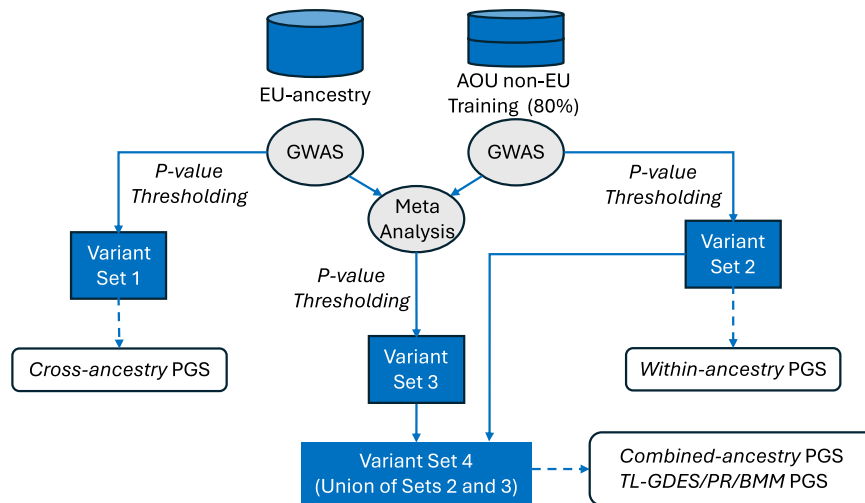 EU-ancestry
AOU non-EU
Training (80%)
GWAS
GWAS
P-value
Thresholding
P-value
Thresholding
Meta
Analysis
Variant
Set 1
Variant
Set 2
P-value
Thresholding
Cross-ancestry PGS
Variant
Set 3
Within-ancestry PGS
Variant Set 4
(Union of Sets 2 and 3)
Combined-ancestry PGS
TL-GDES/PR/BMM PGS